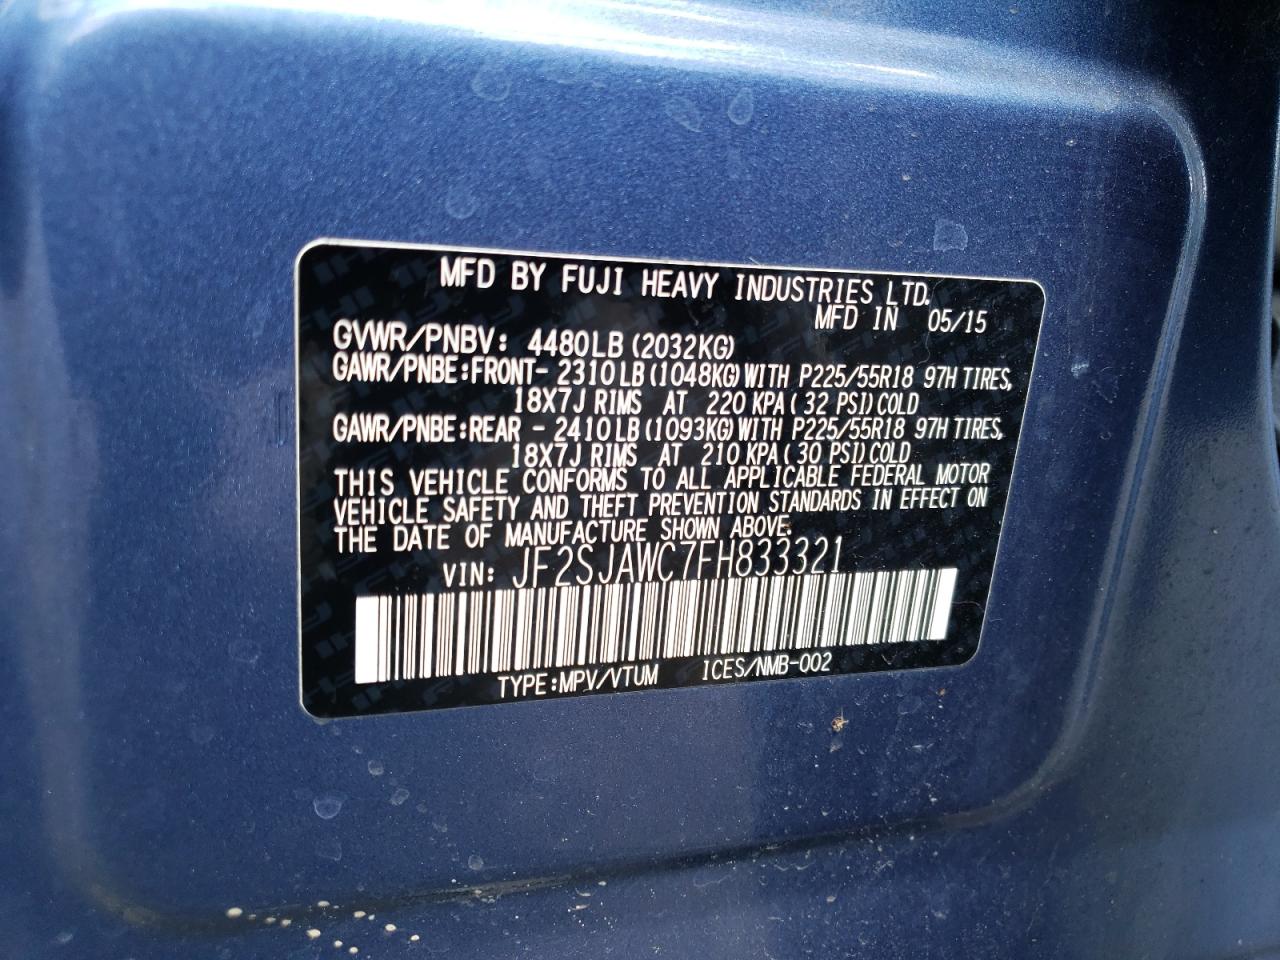 MFD BY FUJI HEAVY INDUSTRIES LTD.
MFD IN 05/15
GVWR/PNBV: 4480LB (2032KG)
GAWR/PNBE:FRONT- 2310LB (1048KG) WITH P225/55R18 97H TIRES,
18X7J RIMS AT 220 KPA ( 32 PSI) COLD
GAWR/PNBE:REAR - 2410LB (1093KG) WITH P225/55R18 97H TIRES,
18X7J RIMS AT 210 KPA ( 30 PSI) COLD
THIS VEHICLE CONFORMS TO ALL APPLICABLE FEDERAL MOTOR
VEHICLE SAFETY AND THEFT PREVENTION STANDARDS IN EFFECT ON
THE DATE OF MANUFACTURE SHOWN ABOVE.
VIN: JF2SJAWC7FH833321
TYPE:MPV/VTUM ICES/NMB-002